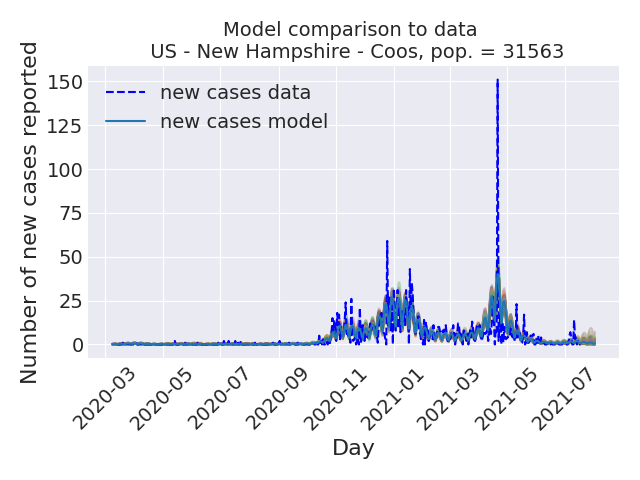 Model comparison to data
US - New Hampshire - Coos, pop. = 31563
Number of new cases reported
150
125
100
75
50
25
0
new cases data
new cases model
2020-03
2020-05
2020-07
2020-09
2020-11
2021-01
2021-03
2021-05
2021-07
Day